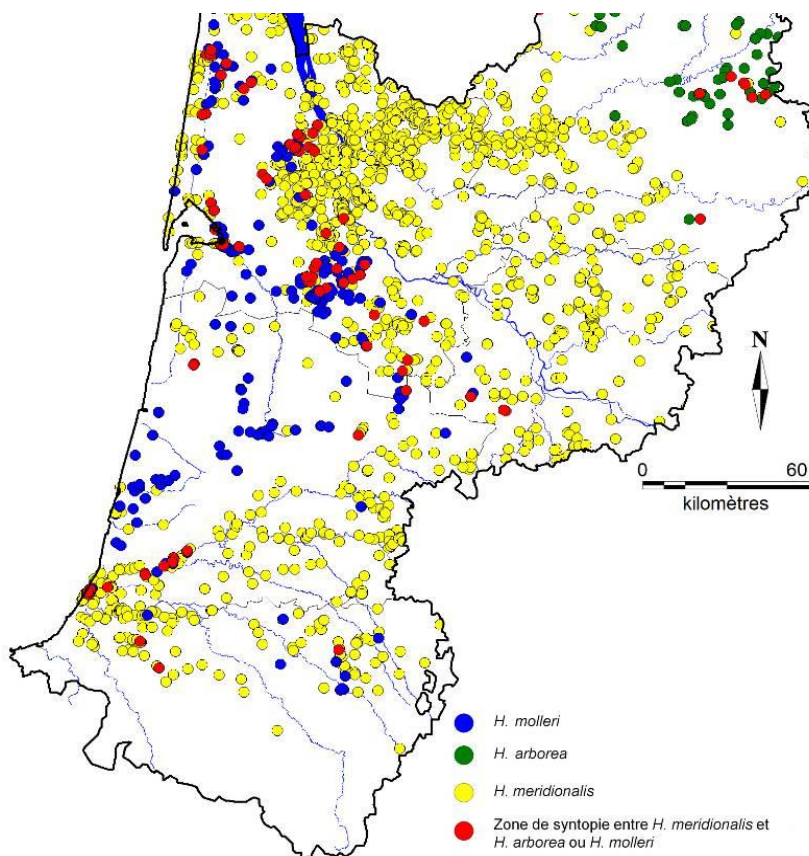 N
0 60
kilomètres
H. molleri
H. arborea
H. meridionalis
Zone de syntopie entre H. meridionalis et
H. arborea ou H. molleri